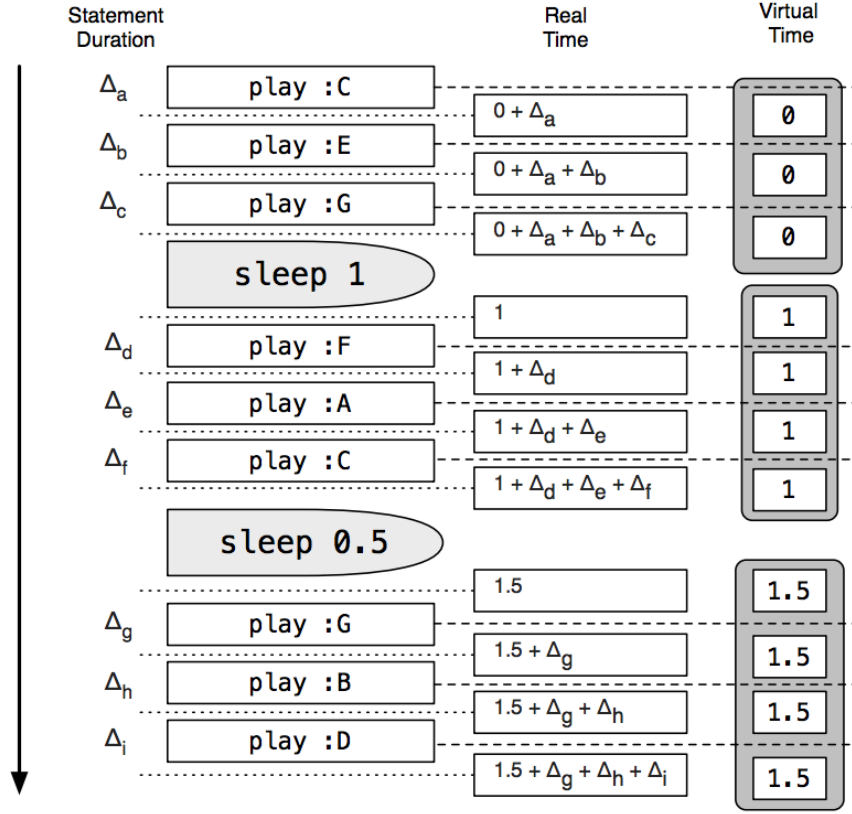 Statement Duration
Real Time
Virtual Time
Δa
play :C
0 + Δa
0
Δb
play :E
0 + Δa + Δb
0
Δc
play :G
0 + Δa + Δb + Δc
0
sleep 1
1
1
Δd
play :F
1 + Δd
1
Δe
play :A
1 + Δd + Δe
1
Δf
play :C
1 + Δd + Δe + Δf
1
sleep 0.5
1.5
1.5
Δg
play :G
1.5 + Δg
1.5
Δh
play :B
1.5 + Δg + Δh
1.5
Δi
play :D
1.5 + Δg + Δh + Δi
1.5